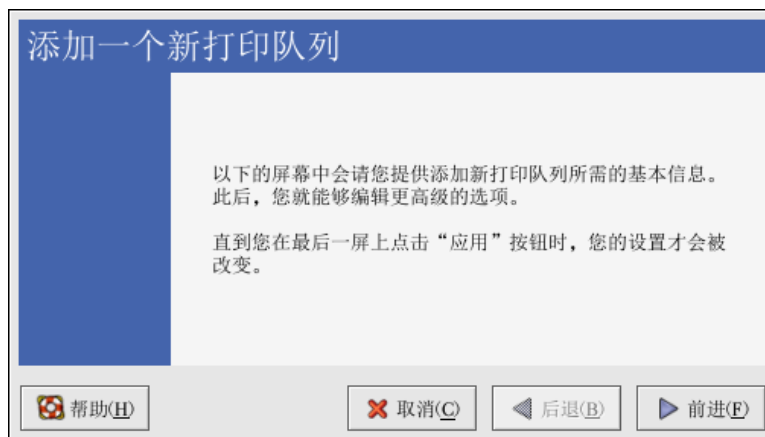 添加一个新打印队列
以下的屏幕中会请您提供添加新打印队列所需的基本信息。
此后，您就能够编辑更高级的选项。
直到您在最后一屏上点击“应用”按钮时，您的设置才会被
改变。
帮助(H) 取消(C) 后退(B) 前进(F)